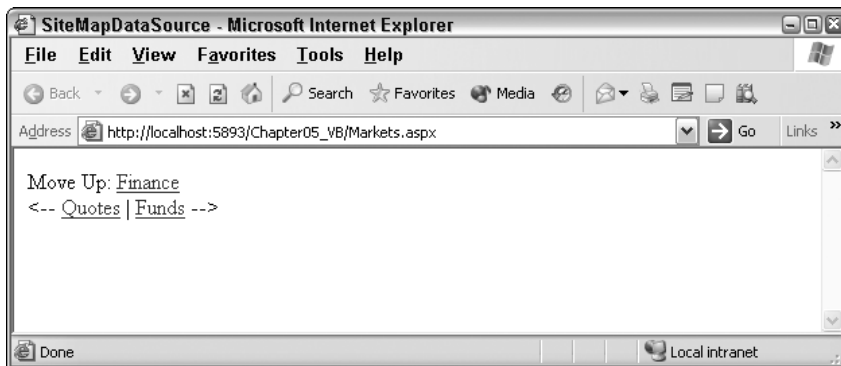 SiteMapDataSource - Microsoft Internet Explorer
File Edit View Favorites Tools Help
Back Search Favorites Media
Address http://localhost:5893/Chapter05_VB/Markets.aspx Go Links »
Move Up: Finance
<-- Quotes | Funds -->
Done Local intranet